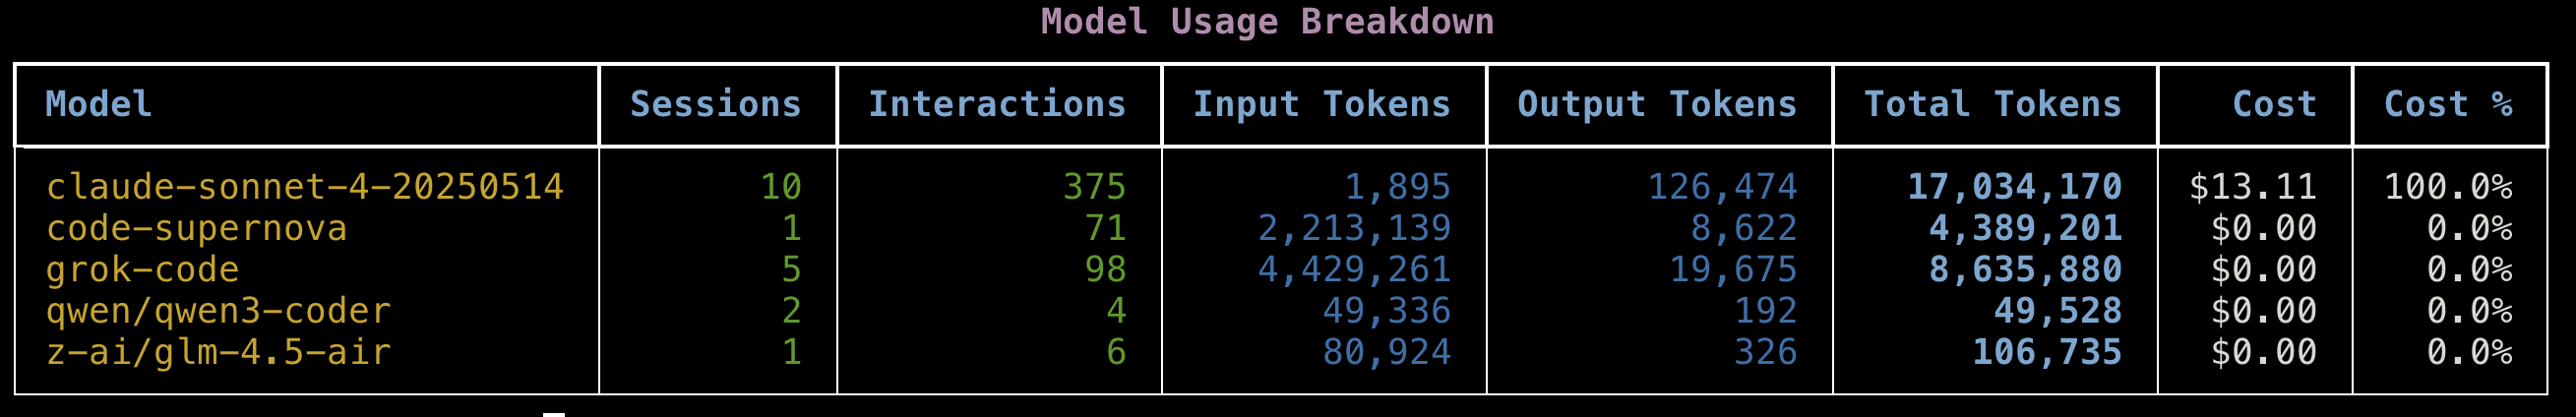 Model Usage Breakdown
Model Sessions Interactions Input Tokens Output Tokens Total Tokens Cost Cost %
claude-sonnet-4-20250514 10 375 1,895 126,474 17,034,170 $13.11 100.0%
code-supernova 1 71 2,213,139 8,622 4,389,201 $0.00 0.0%
grok-code 5 98 4,429,261 19,675 8,635,880 $0.00 0.0%
qwen/qwen3-coder 2 4 49,336 192 49,528 $0.00 0.0%
z-ai/glm-4.5-air 1 6 80,924 326 106,735 $0.00 0.0%